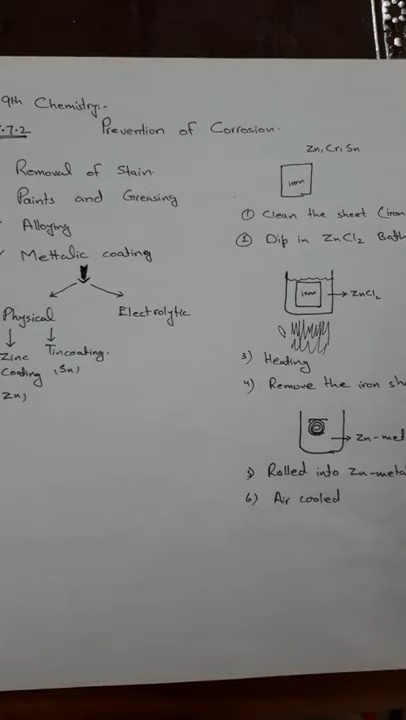 9th Chemistry:-
.7.2 Prevention of Corrosion.
Removal of Stain.
Paints and Greasing
Alloying
Mettalic coating
Physical Electrolytic
Zinc Tincoating.
Coating (Sn)
Zn)
Zn, Cr, Sn
iron
① Clean the sheet (iron
② Dip in ZnCl2 Bath
iron → ZnCl2
3) Heating
4) Remove the iron sh
→ Zn-met
5) Rolled into Zn-meta
6) Air cooled